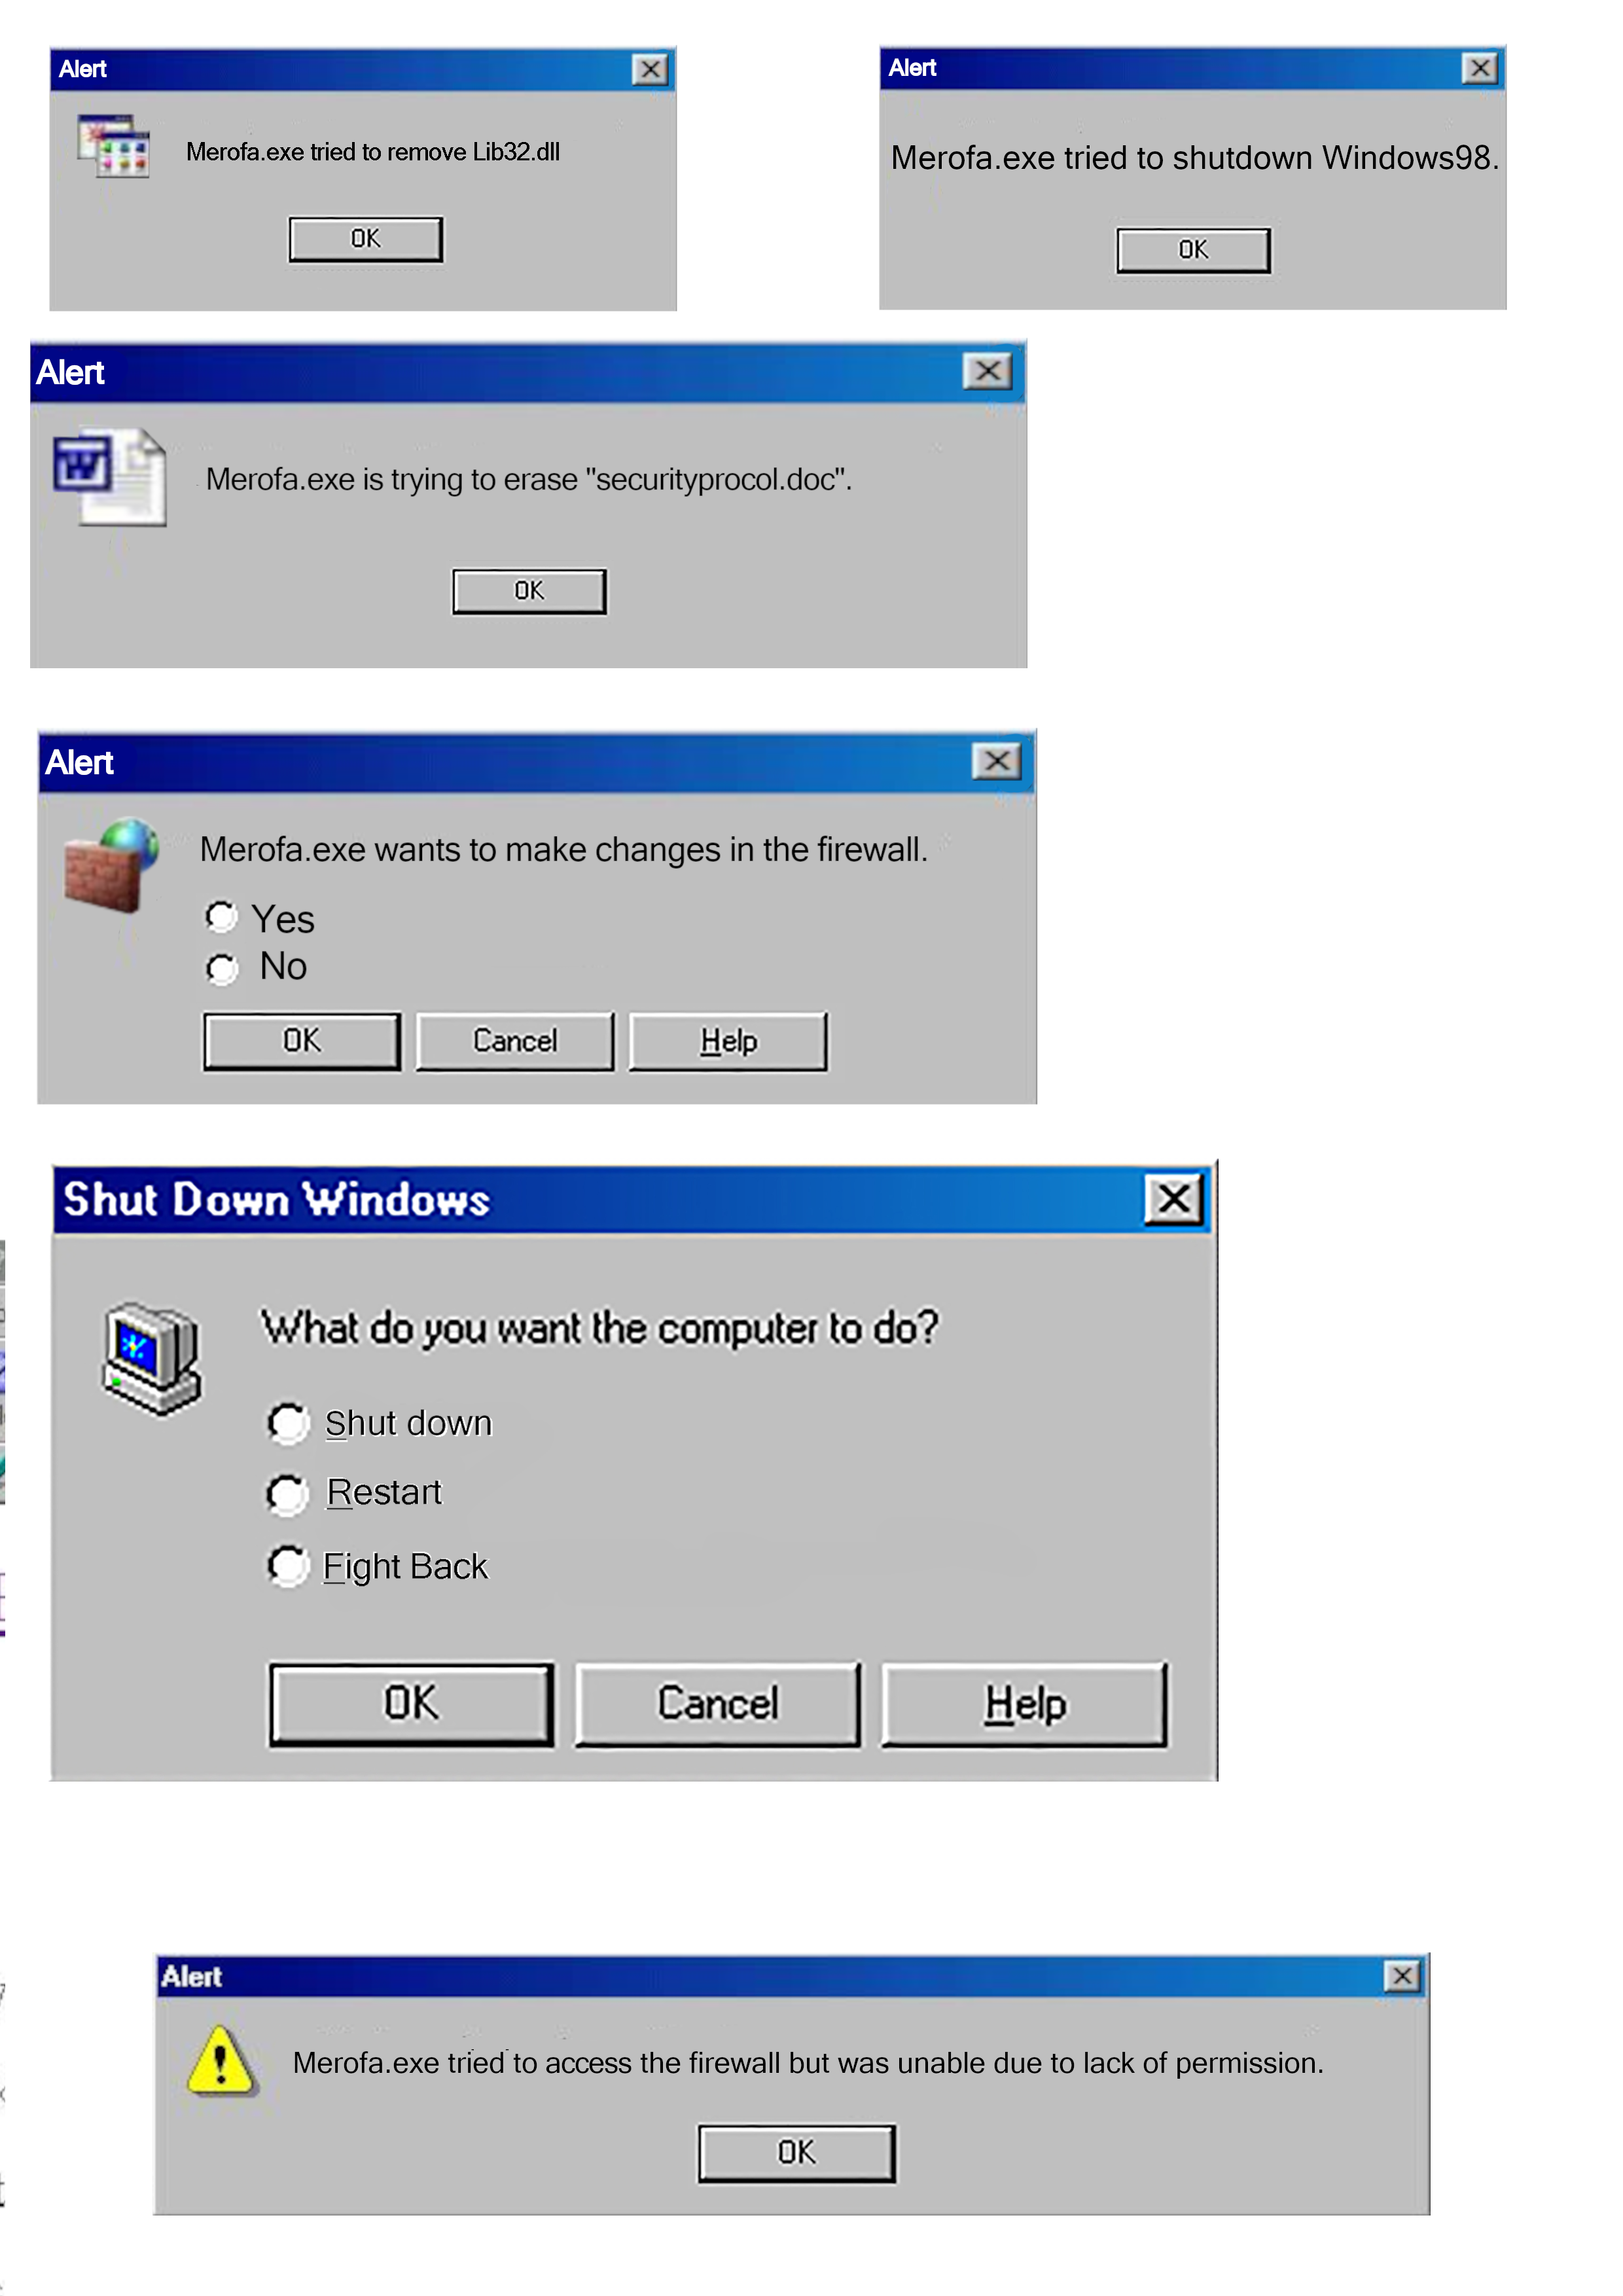 Alert
Merofa.exe tried to remove Lib32.dll
OK
Alert
Merofa.exe tried to shutdown Windows98.
OK
Alert
Merofa.exe is trying to erase "securityprocol.doc".
OK
Alert
Merofa.exe wants to make changes in the firewall.
Yes
No
OK Cancel Help
Shut Down Windows
What do you want the computer to do?
Shut down
Restart
Fight Back
OK Cancel Help
Alert
Merofa.exe tried to access the firewall but was unable due to lack of permission.
OK